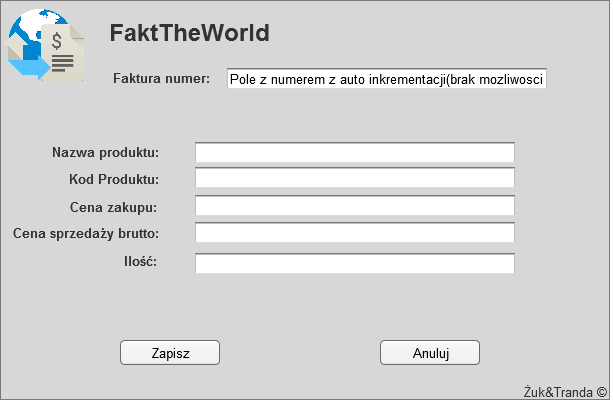 $
FaktTheWorld
Faktura numer: Pole z numerem z auto inkrementacji(brak mozliwosci
Nazwa produktu:
Kod Produktu:
Cena zakupu:
Cena sprzedaży brutto:
Ilość:
Zapisz Anuluj
Żuk&Tranda ©